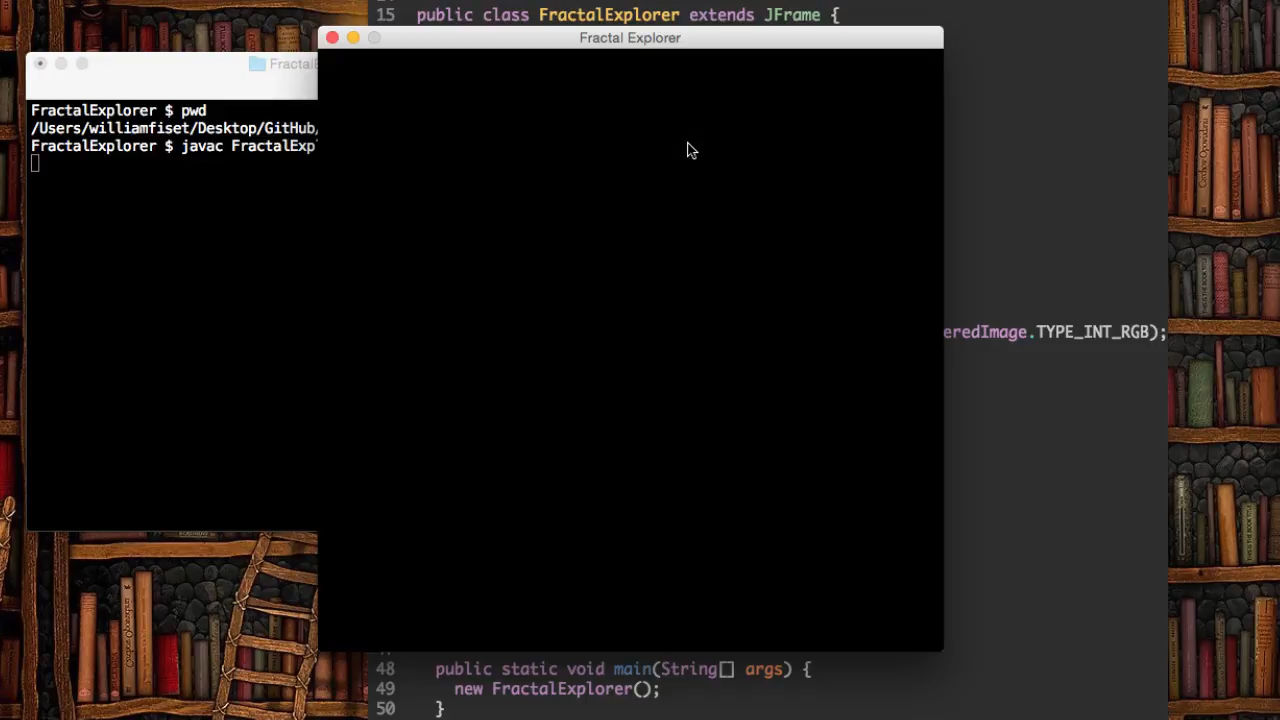 15 public class FractalExplorer extends JFrame {
Fractal Explorer
FractalE
FractalExplorer $ pwd
/Users/williamfiset/Desktop/GitHub/
FractalExplorer $ javac FractalExp
eredImage.TYPE_INT_RGB);
48 public static void main(String[] args) {
49 new FractalExplorer();
50 }